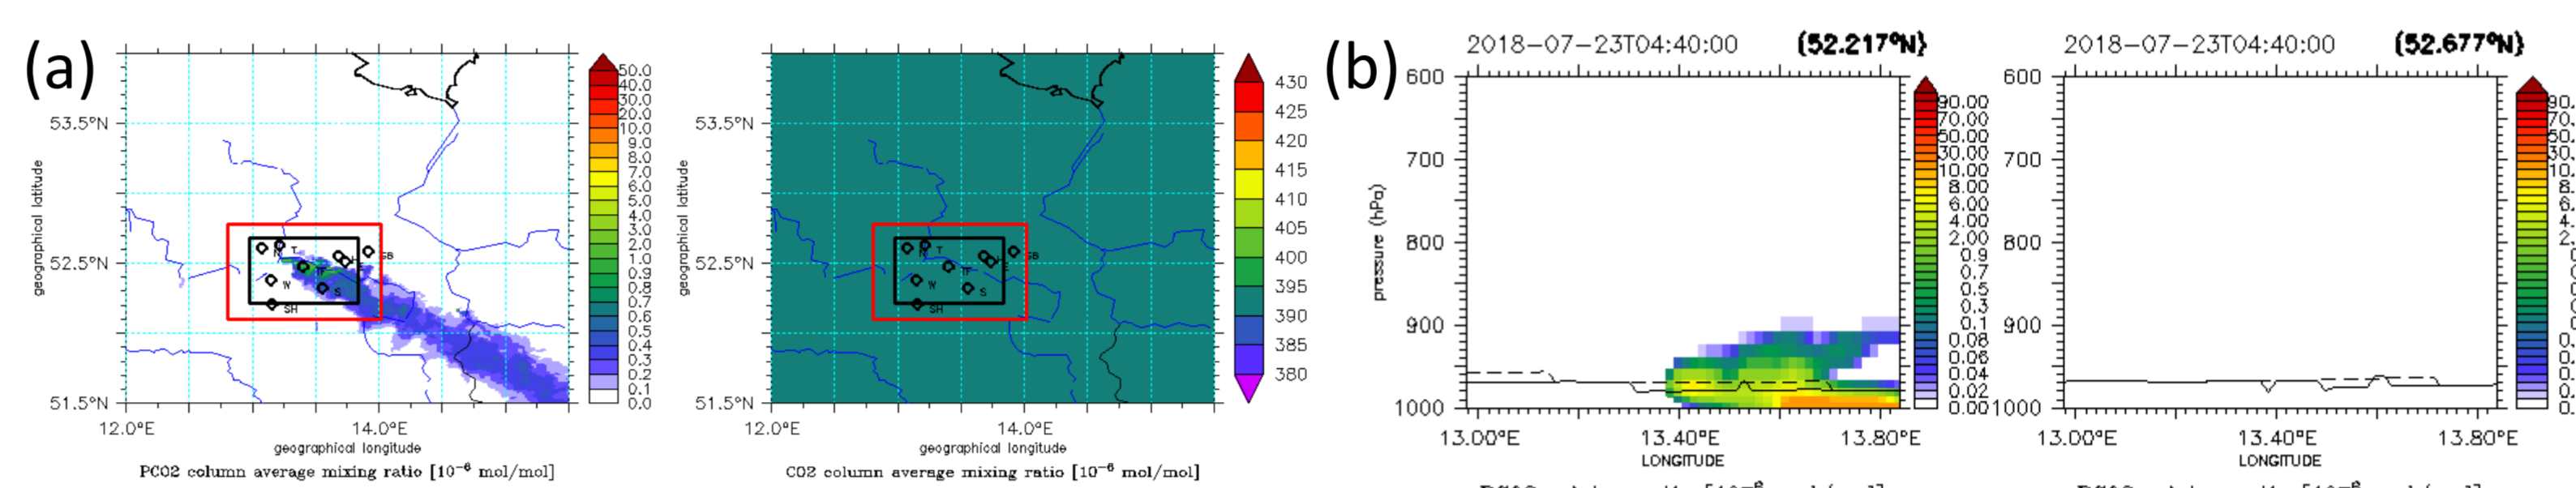 (a)
53.5°N
52.5°N
51.5°N
12.0°E 14.0°E
geographical latitude
geographical longitude
PCO2 column average mixing ratio [10⁻⁶ mol/mol]
N T TF E GB W S SH
50.0
40.0
30.0
20.0
10.0
9.0
8.0
7.0
6.0
5.0
4.0
3.0
2.0
1.0
0.9
0.8
0.7
0.6
0.5
0.4
0.3
0.2
0.1
0.0
53.5°N
52.5°N
51.5°N
12.0°E 14.0°E
geographical latitude
geographical longitude
CO2 column average mixing ratio [10⁻⁶ mol/mol]
N T TF E GB W S SH
430
425
420
415
410
405
400
395
390
385
380
(b)
2018-07-23T04:40:00 (52.217°N)
600
700
800
900
1000
pressure (hPa)
13.00°E 13.40°E 13.80°E
LONGITUDE
90.00
70.00
50.00
30.00
10.00
8.00
6.00
4.00
2.00
0.9
0.7
0.5
0.3
0.1
0.08
0.06
0.04
0.02
0.00
2018-07-23T04:40:00 (52.677°N)
600
700
800
900
1000
13.00°E 13.40°E 13.80°E
LONGITUDE